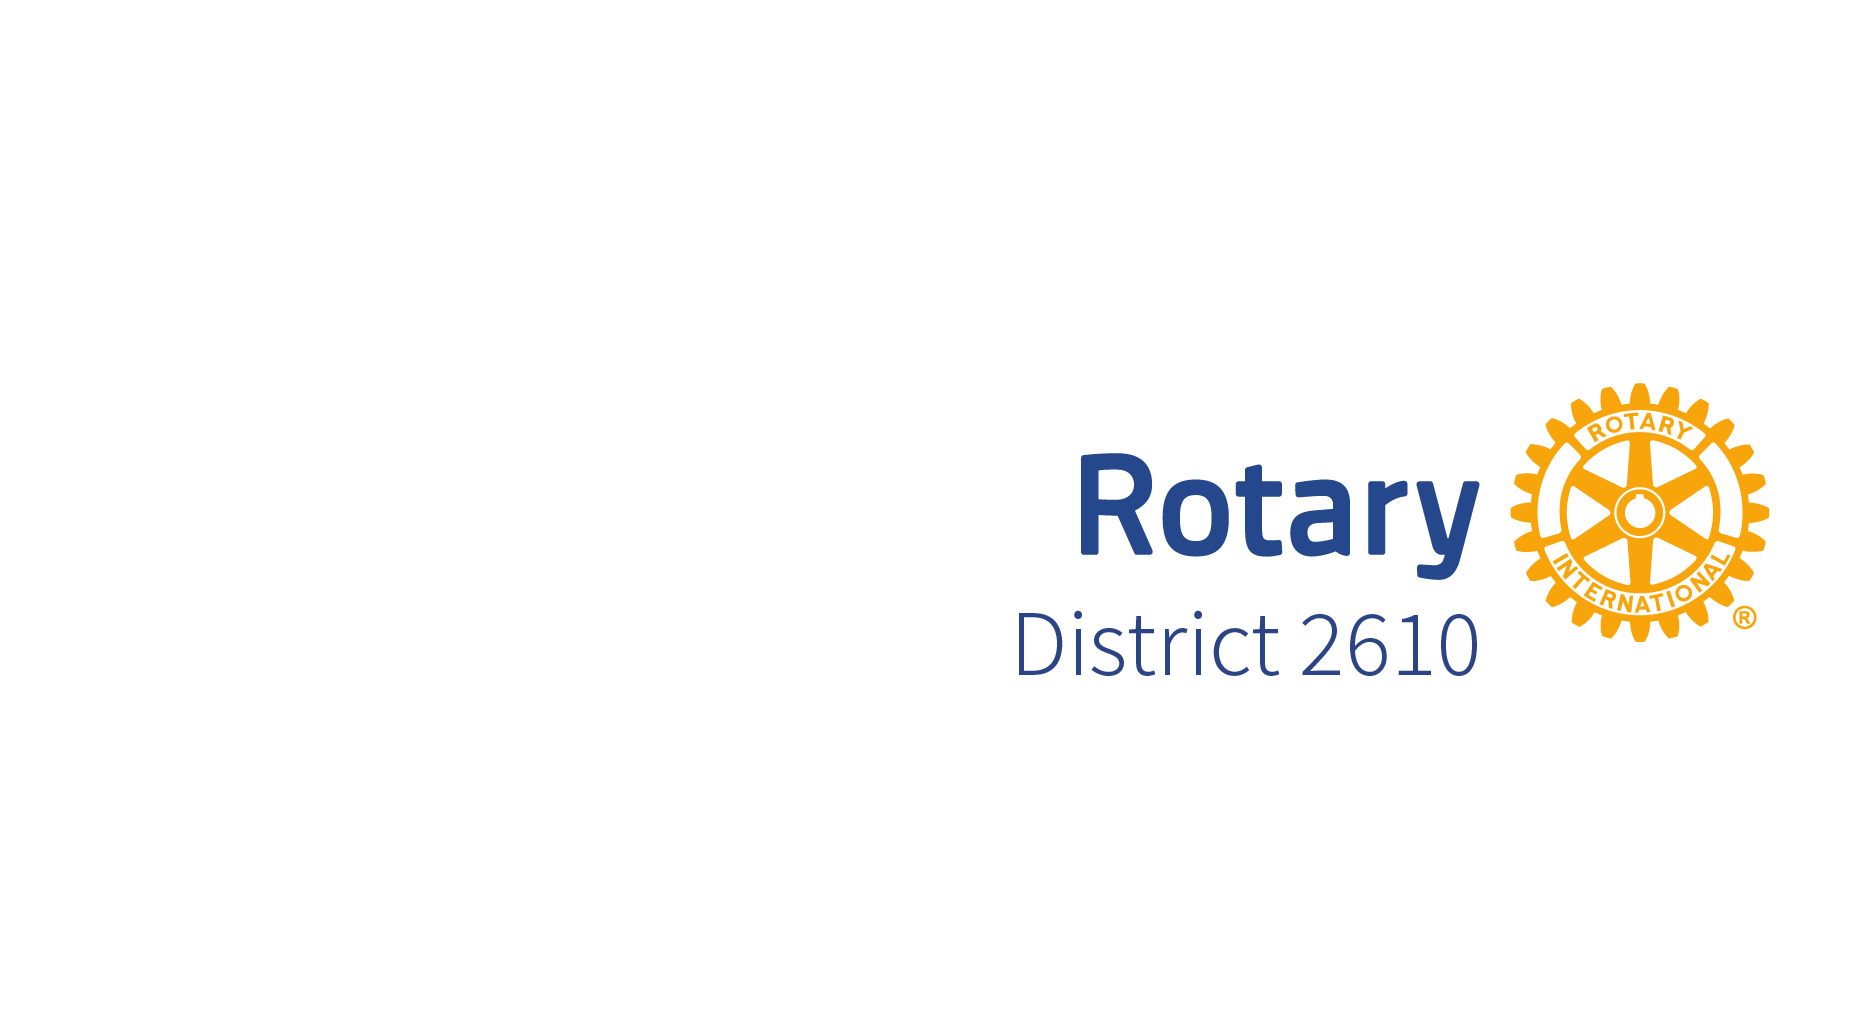 Rotary
District 2610
ROTARY
INTERNATIONAL
®